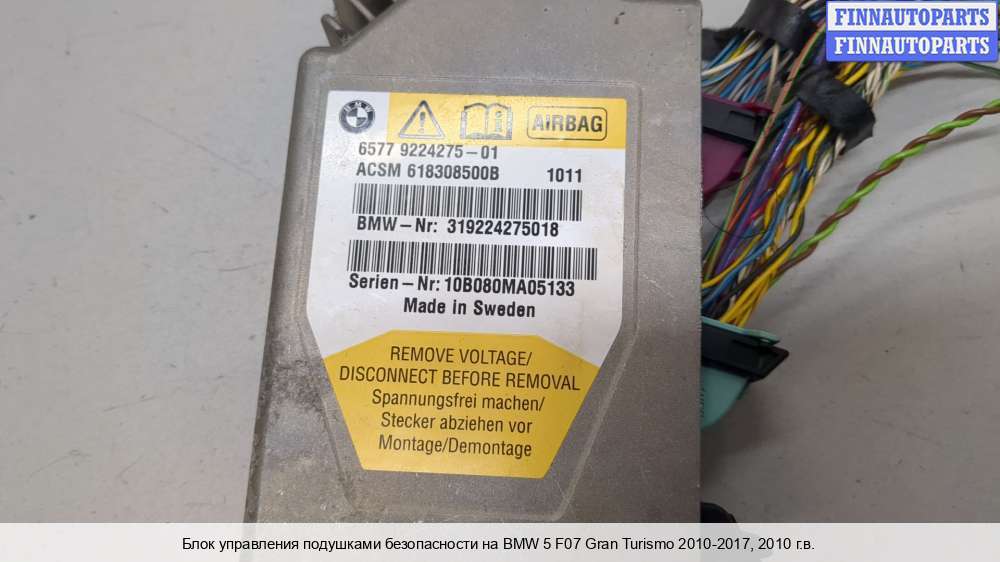 FINNAUTOPARTS
FINNAUTOPARTS
BMW
AIRBAG
6577 9224275-01
ACSM 618308500B 1011
BMW-Nr: 319224275018
Serien-Nr: 10B080MA05133
Made in Sweden
REMOVE VOLTAGE/
DISCONNECT BEFORE REMOVAL
Spannungsfrei machen/
Stecker abziehen vor
Montage/Demontage
Блок управления подушками безопасности на BMW 5 F07 Gran Turismo 2010-2017, 2010 г.в.